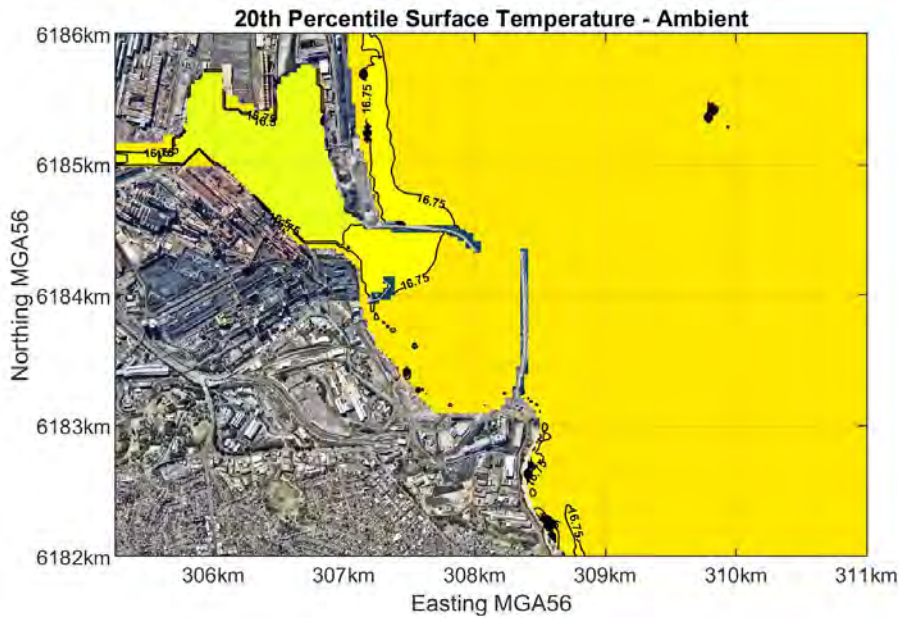 20th Percentile Surface Temperature - Ambient
6186km
6185km
6184km
6183km
6182km
Northing MGA56
16.75
16.75
16.75
16.75
16.75
306km
307km
308km
309km
310km
311km
Easting MGA56